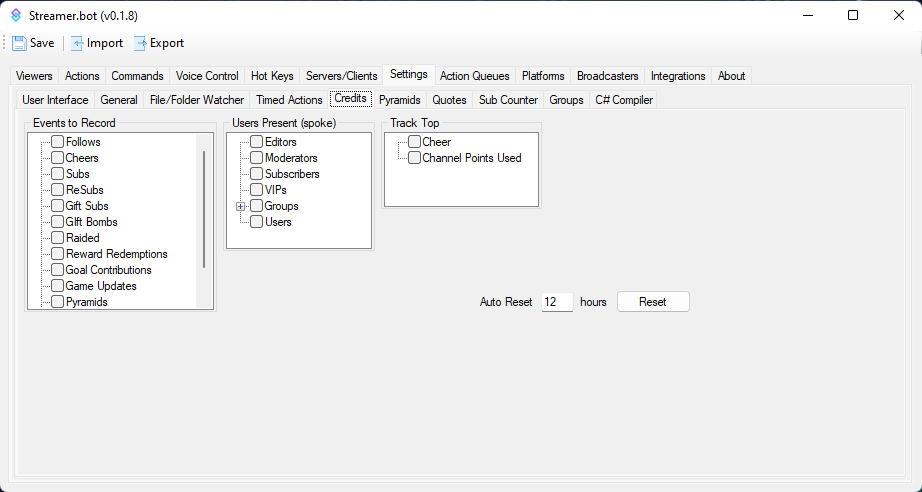 Streamer.bot (v0.1.8)
Save Import Export
Viewers Actions Commands Voice Control Hot Keys Servers/Clients Settings Action Queues Platforms Broadcasters Integrations About
User Interface General File/Folder Watcher Timed Actions Credits Pyramids Quotes Sub Counter Groups C# Compiler
Events to Record
Follows
Cheers
Subs
ReSubs
Gift Subs
GIft Bombs
Raided
Reward Redemptions
Goal Contributions
Game Updates
Pyramids
Users Present (spoke)
Editors
Moderators
Subscribers
VIPs
Groups
Users
Track Top
Cheer
Channel Points Used
Auto Reset 12 hours Reset